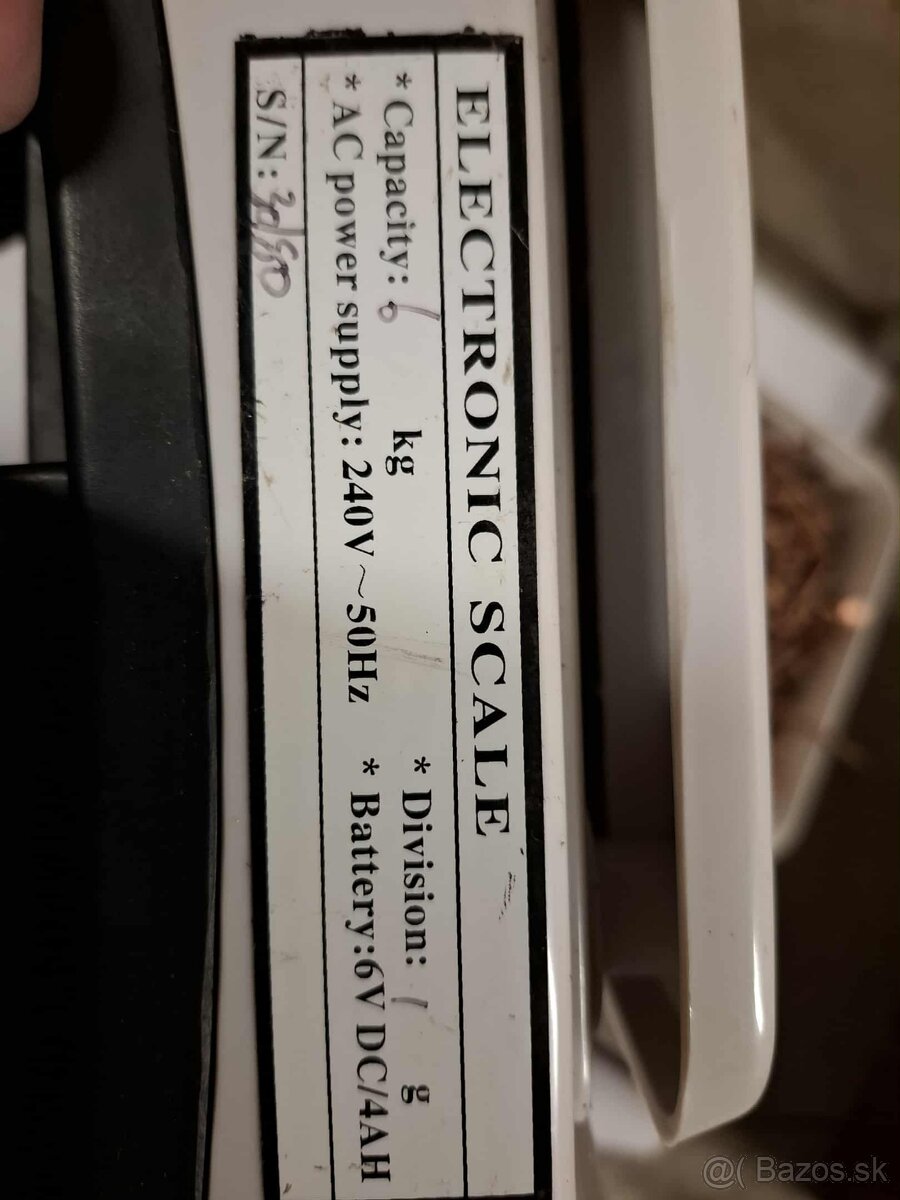 ELECTRONIC SCALE
* Capacity: 6 kg * Division: 1 g
* AC power supply: 240V～50Hz * Battery:6V DC/4AH
S/N:
@( Bazos.sk